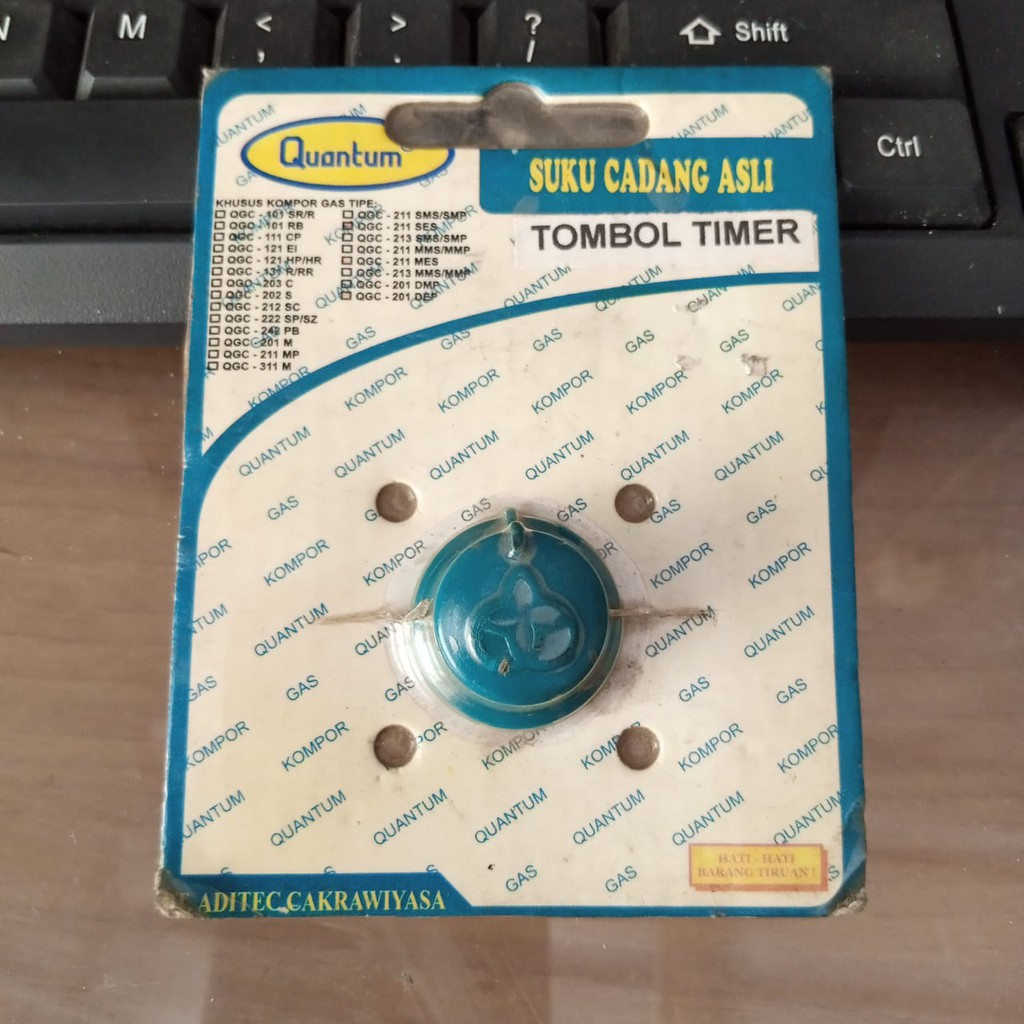 N
M
<
,
>
.
?
/
Shift
Ctrl
Quantum
SUKU CADANG ASLI
TOMBOL TIMER
KHUSUS KOMPOR GAS TIPE:
QGC - 101 SR/R
QGC - 101 RB
QGC - 111 CP
QGC - 121 EI
QGC - 121 HP/HR
QGC - 131 R/RR
QGC - 203 C
QGC - 202 S
QGC - 212 SC
QGC - 222 SP/SZ
QGC - 242 PB
QGC - 201 M
QGC - 211 MP
QGC - 311 M
QGC - 211 SMS/SMP
QGC - 211 SES
QGC - 213 SMS/SMP
QGC - 211 MMS/MMP
QGC - 211 MES
QGC - 213 MMS/MMP
QGC - 201 DMP
QGC - 201 DEP
QUANTUM KOMPOR GAS
HATI - HATI
BARANG TIRUAN !
ADITEC CAKRAWIYASA